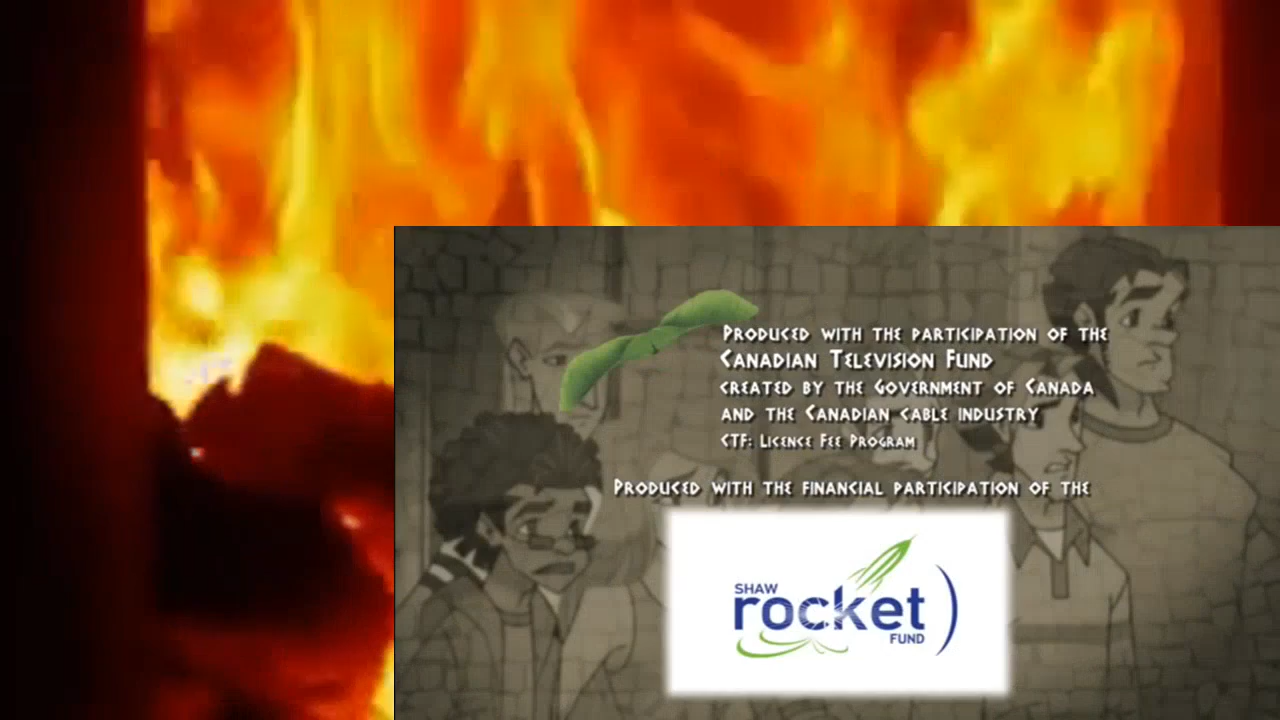 Produced with the participation of the
Canadian Television Fund
created by the Government of Canada
and the Canadian cable industry
CTF: Licence Fee Program
Produced with the financial participation of the
SHAW
rocket
FUND